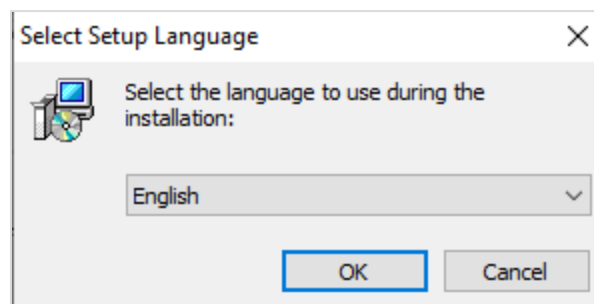 Select Setup Language
Select the language to use during the
installation:
English
OK
Cancel